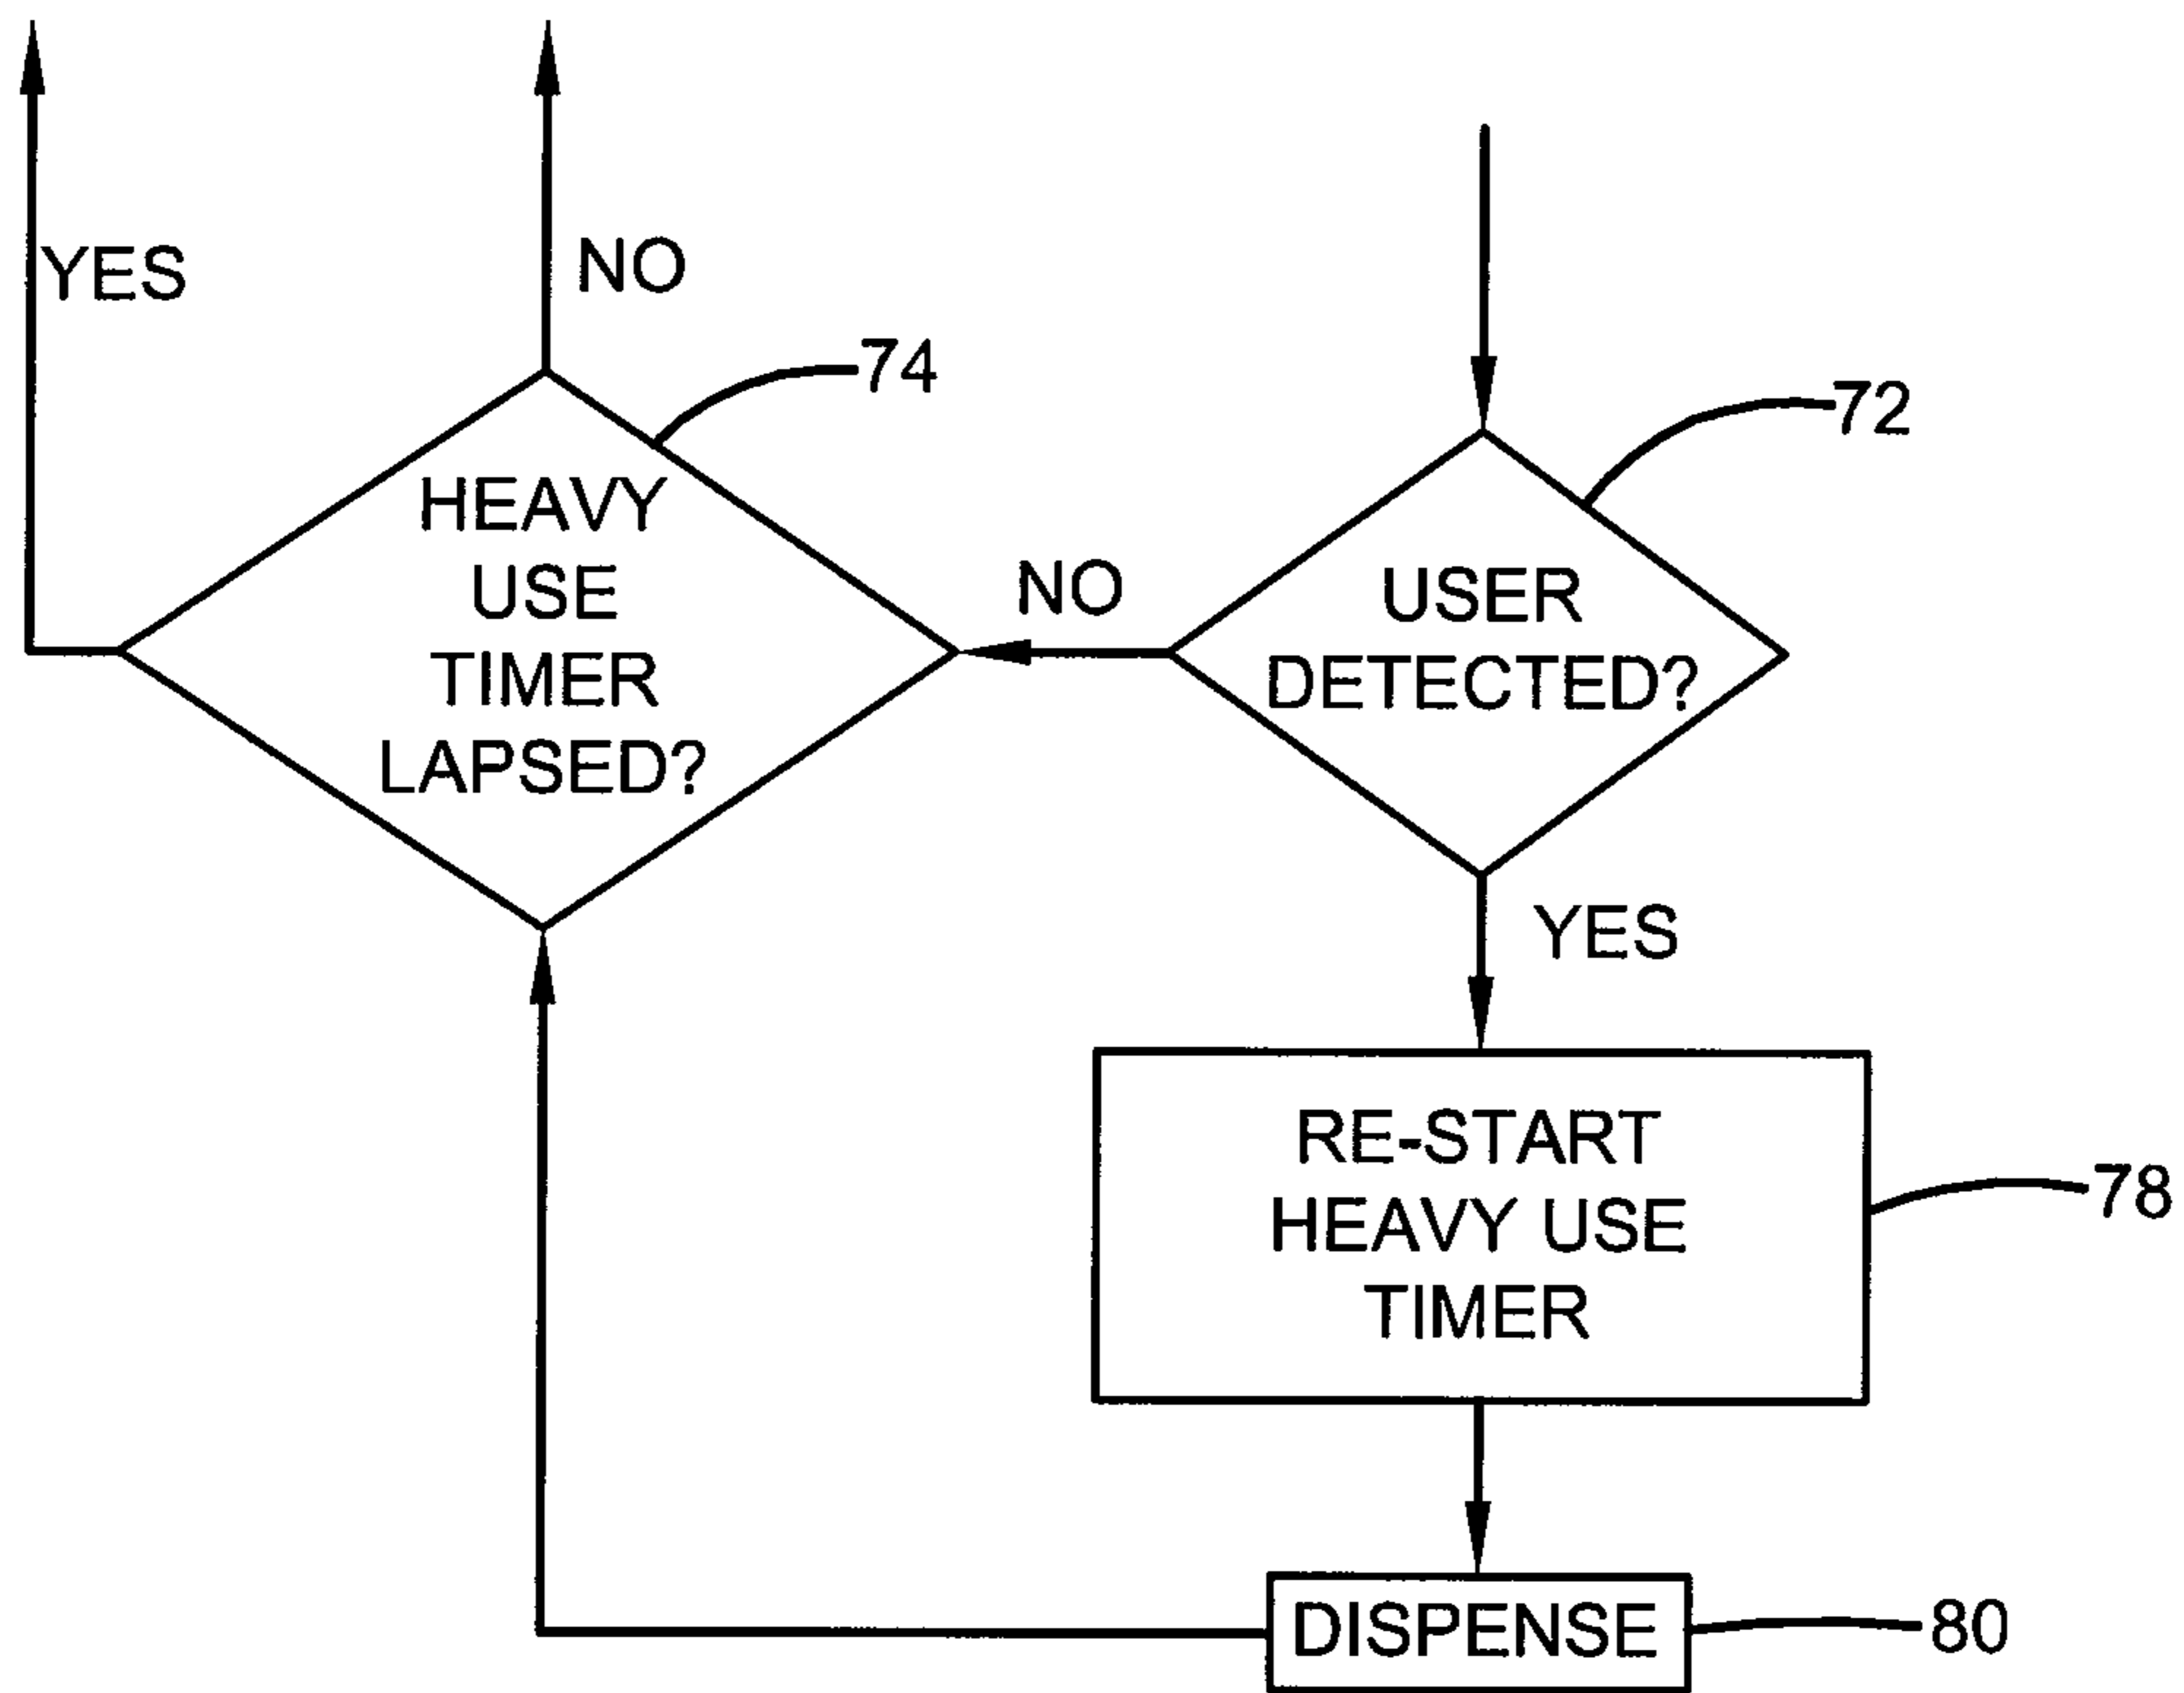 YES
NO
74
72
HEAVY
USE
TIMER
LAPSED?
NO
USER
DETECTED?
YES
RE-START
HEAVY USE
TIMER
78
DISPENSE
80